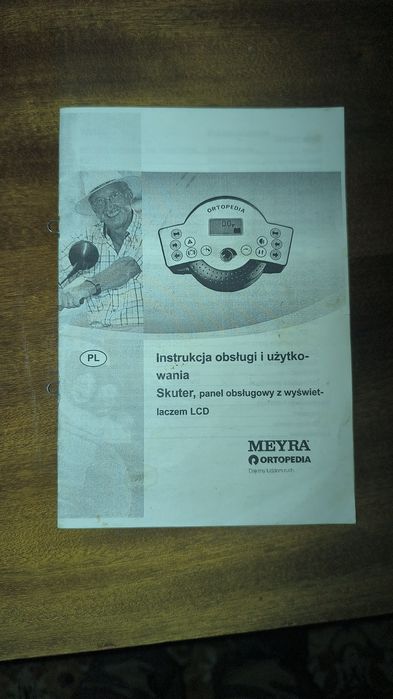 ORTOPEDIA
PL
Instrukcja obsługi i użytko-
wania
Skuter, panel obsługowy z wyświet-
laczem LCD
MEYRA
ORTOPEDIA